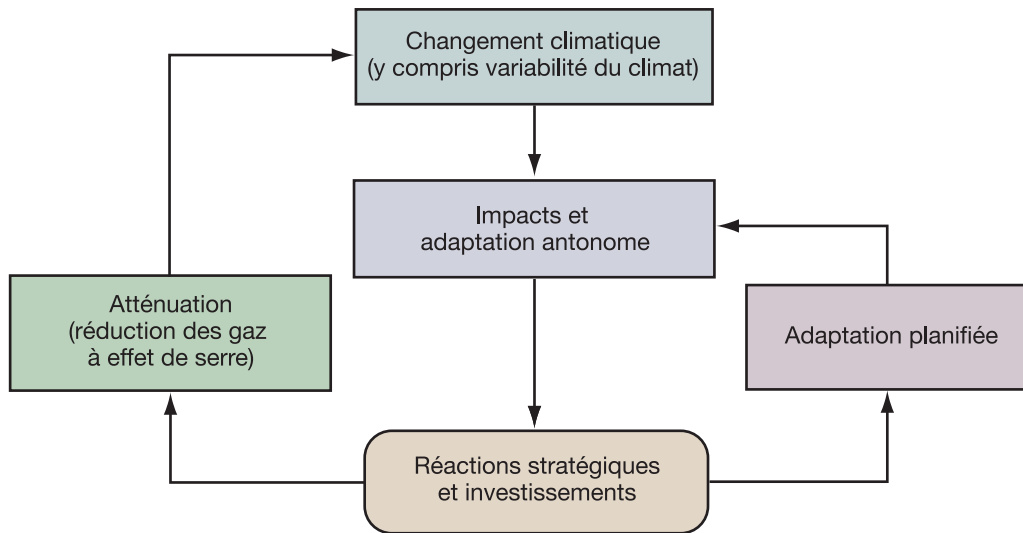 Changement climatique
(y compris variabilité du climat)
Impacts et
adaptation antonome
Atténuation
(réduction des gaz
à effet de serre)
Adaptation planifiée
Réactions stratégiques
et investissements